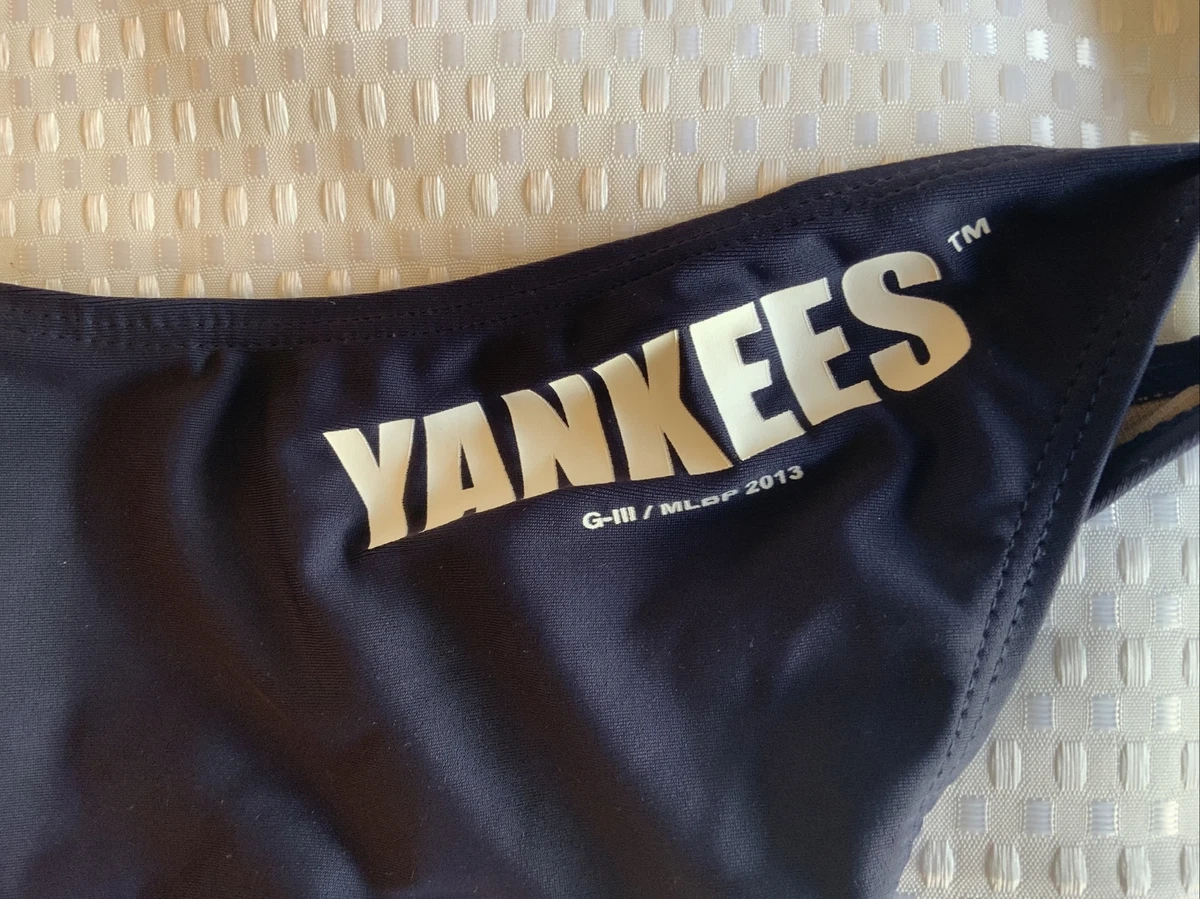 YANKEES™
G-III / MLBP 2013